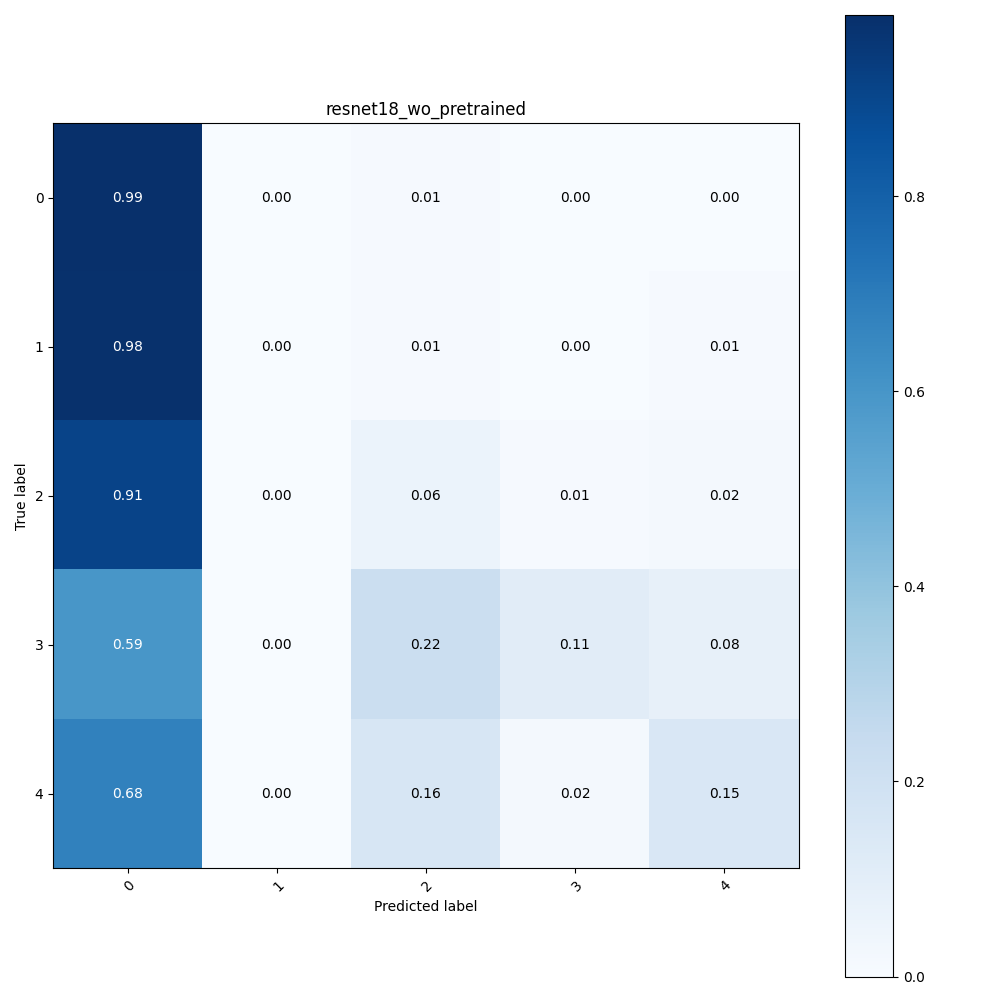 resnet18_wo_pretrained
0 0.99 0.00 0.01 0.00 0.00
1 0.98 0.00 0.01 0.00 0.01
2 0.91 0.00 0.06 0.01 0.02
3 0.59 0.00 0.22 0.11 0.08
4 0.68 0.00 0.16 0.02 0.15
True label
0 1 2 3 4
Predicted label
0.8
0.6
0.4
0.2
0.0